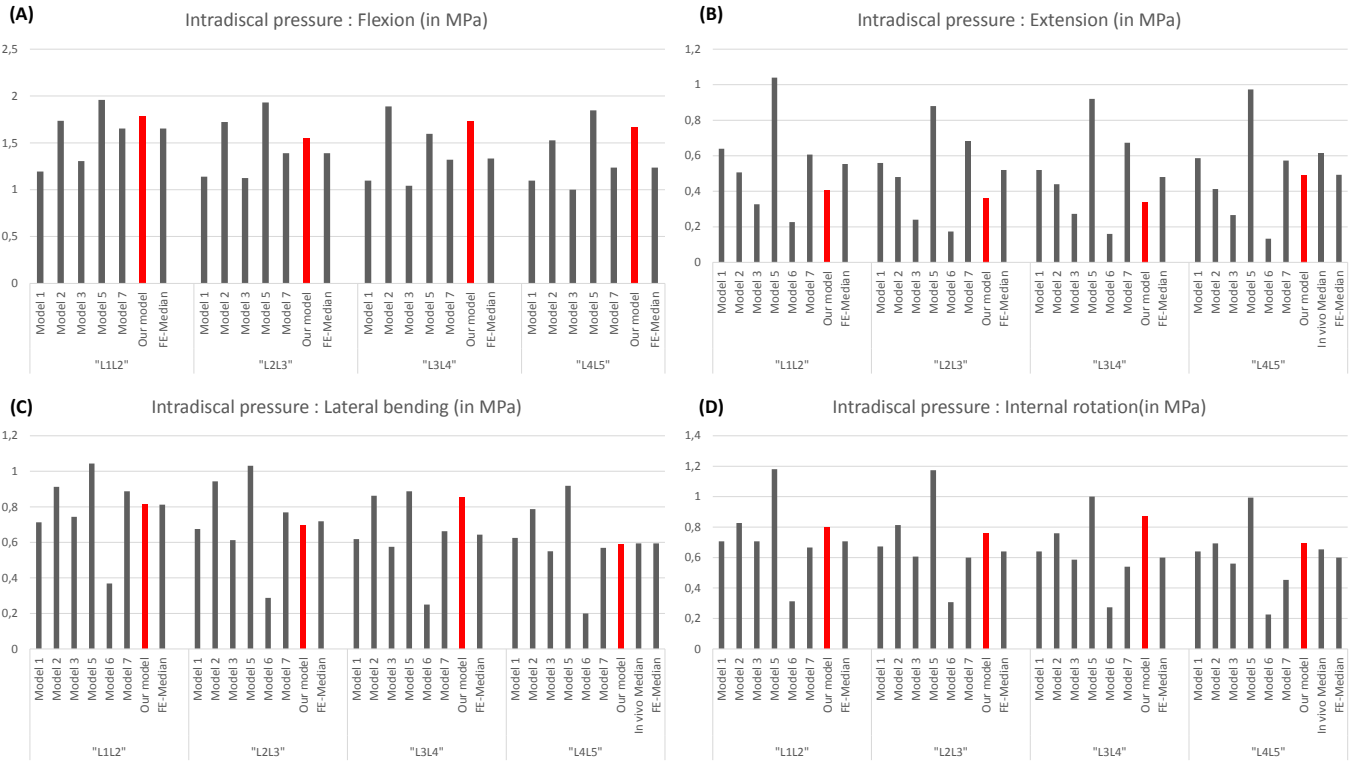 (A)
Intradiscal pressure : Flexion (in MPa)
2,5
2
1,5
1
0,5
0
Model 1
Model 2
Model 3
Model 5
Model 7
Our model
FE-Median
Model 1
Model 2
Model 3
Model 5
Model 7
Our model
FE-Median
Model 1
Model 2
Model 3
Model 5
Model 7
Our model
FE-Median
Model 1
Model 2
Model 3
Model 5
Model 7
Our model
FE-Median
"L1L2" "L2L3" "L3L4" "L4L5"
(B)
Intradiscal pressure : Extension (in MPa)
1,2
1
0,8
0,6
0,4
0,2
0
Model 1
Model 2
Model 3
Model 5
Model 6
Model 7
Our model
FE-Median
Model 1
Model 2
Model 3
Model 5
Model 6
Model 7
Our model
FE-Median
Model 1
Model 2
Model 3
Model 5
Model 6
Model 7
Our model
FE-Median
Model 1
Model 2
Model 3
Model 5
Model 6
Model 7
Our model
In vivo Median
FE-Median
"L1L2" "L2L3" "L3L4" "L4L5"
(C)
Intradiscal pressure : Lateral bending (in MPa)
1,2
1
0,8
0,6
0,4
0,2
0
Model 1
Model 2
Model 3
Model 5
Model 6
Model 7
Our model
FE-Median
Model 1
Model 2
Model 3
Model 5
Model 6
Model 7
Our model
FE-Median
Model 1
Model 2
Model 3
Model 5
Model 6
Model 7
Our model
FE-Median
Model 1
Model 2
Model 3
Model 5
Model 6
Model 7
Our model
In vivo Median
FE-Median
"L1L2" "L2L3" "L3L4" "L4L5"
(D)
Intradiscal pressure : Internal rotation(in MPa)
1,4
1,2
1
0,8
0,6
0,4
0,2
0
Model 1
Model 2
Model 3
Model 5
Model 6
Model 7
Our model
FE-Median
Model 1
Model 2
Model 3
Model 5
Model 6
Model 7
Our model
FE-Median
Model 1
Model 2
Model 3
Model 5
Model 6
Model 7
Our model
FE-Median
Model 1
Model 2
Model 3
Model 5
Model 6
Model 7
Our model
In vivo Median
FE-Median
"L1L2" "L2L3" "L3L4" "L4L5"